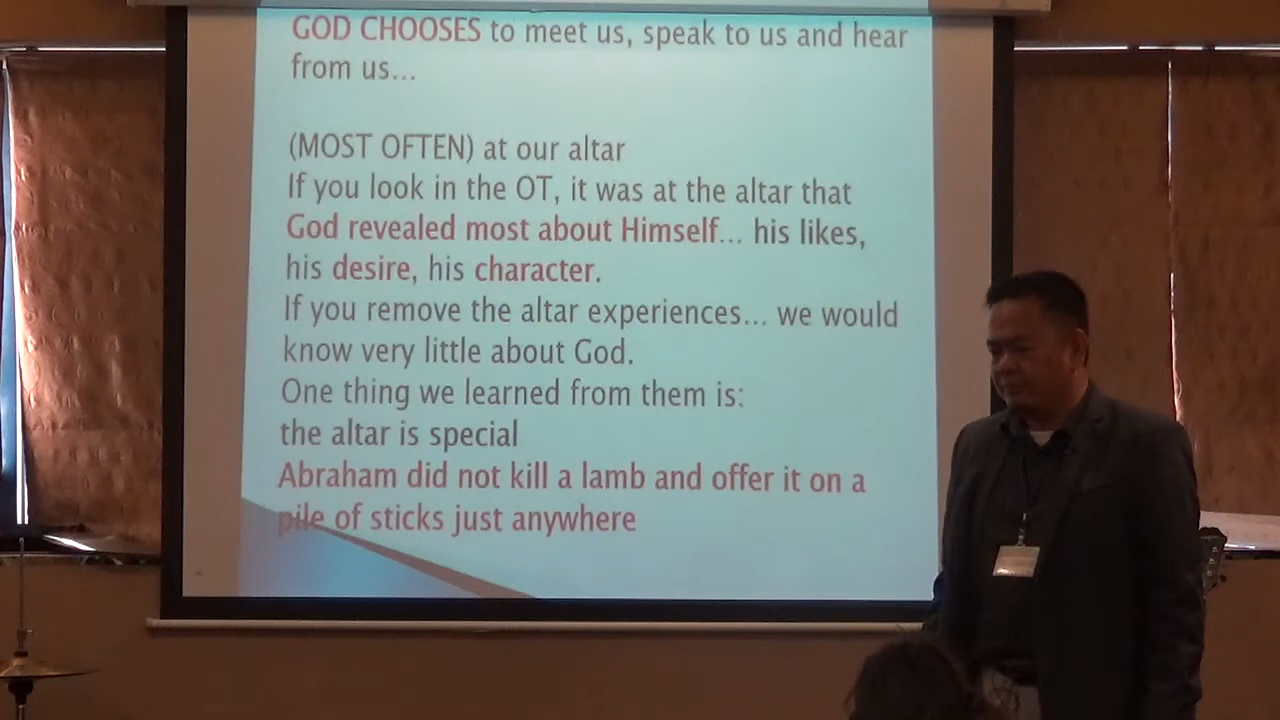 GOD CHOOSES to meet us, speak to us and hear
from us...
(MOST OFTEN) at our altar
If you look in the OT, it was at the altar that
God revealed most about Himself... his likes,
his desire, his character.
If you remove the altar experiences... we would
know very little about God.
One thing we learned from them is:
the altar is special
Abraham did not kill a lamb and offer it on a
pile of sticks just anywhere